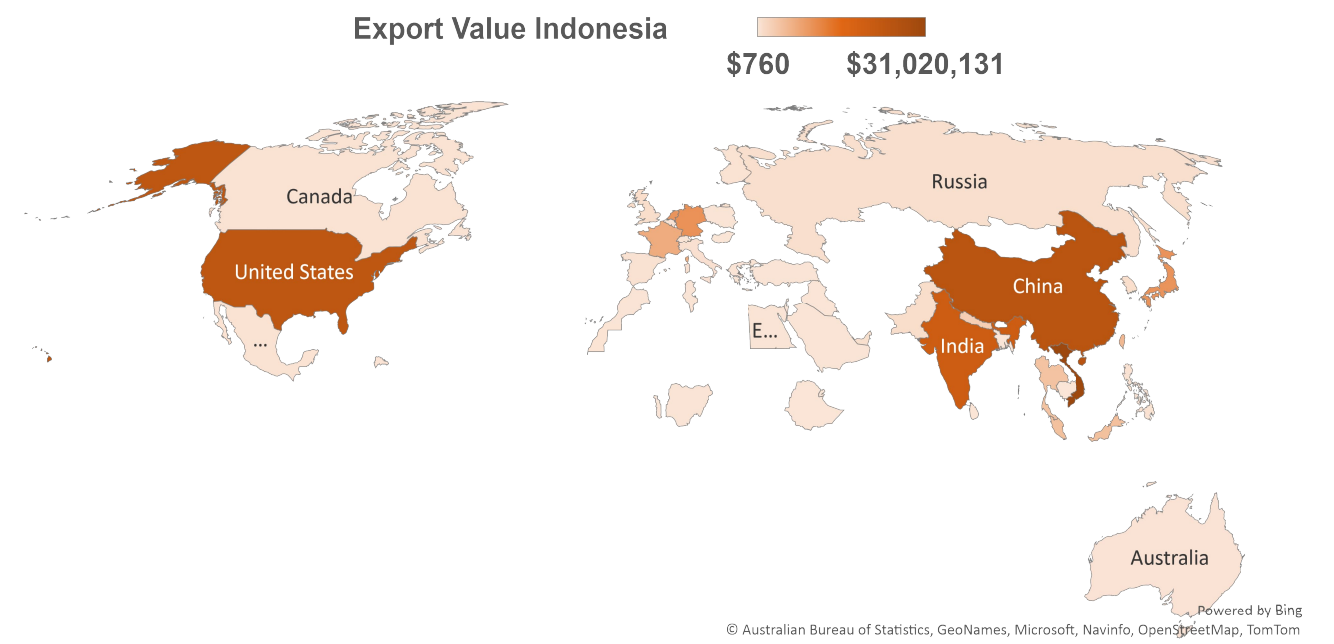 Export Value Indonesia
$760 $31,020,131
Russia
Canada
United States
China
...
E...
India
Australia
Powered by Bing
© Australian Bureau of Statistics, GeoNames, Microsoft, Navinfo, OpenStreetMap, TomTom